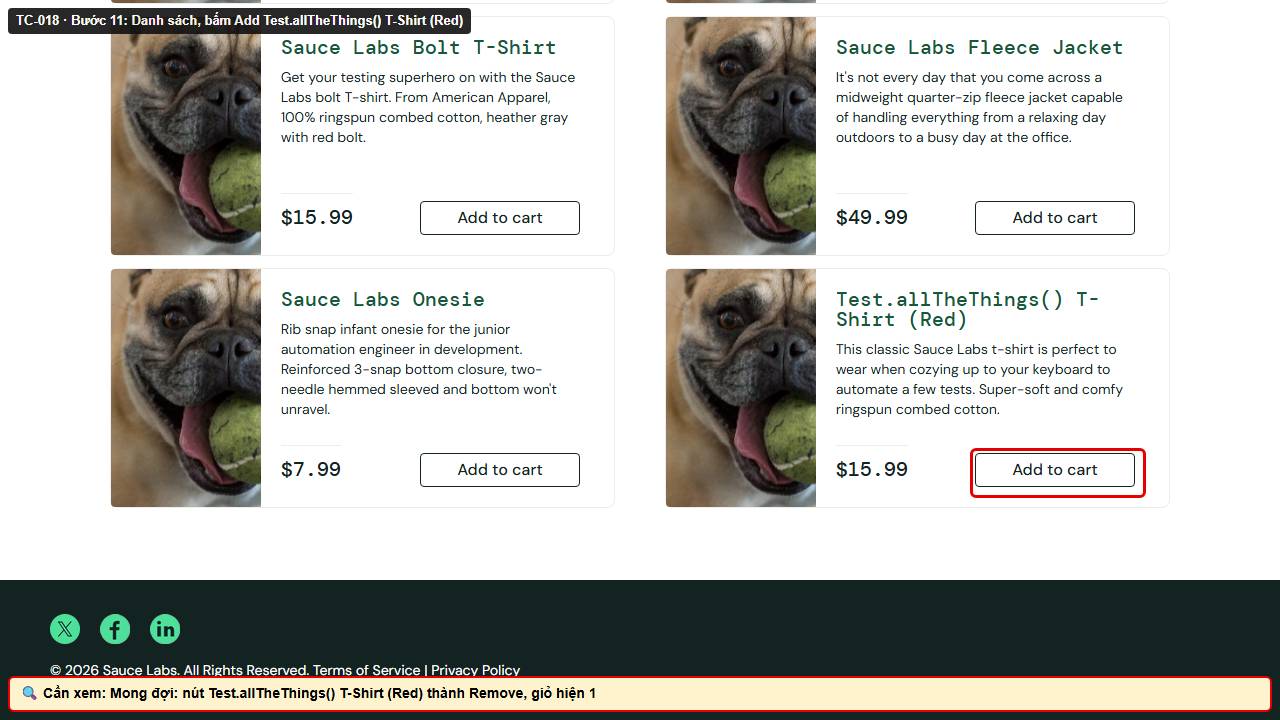 TC-018 · Bước 11: Danh sách, bấm Add Test.allTheThings() T-Shirt (Red)
Sauce Labs Bolt T-Shirt
Get your testing superhero on with the Sauce
Labs bolt T-shirt. From American Apparel,
100% ringspun combed cotton, heather gray
with red bolt.
$15.99
Add to cart
Sauce Labs Fleece Jacket
It's not every day that you come across a
midweight quarter-zip fleece jacket capable
of handling everything from a relaxing day
outdoors to a busy day at the office.
$49.99
Add to cart
Sauce Labs Onesie
Rib snap infant onesie for the junior
automation engineer in development.
Reinforced 3-snap bottom closure, two-
needle hemmed sleeved and bottom won't
unravel.
$7.99
Add to cart
Test.allTheThings() T-
Shirt (Red)
This classic Sauce Labs t-shirt is perfect to
wear when cozying up to your keyboard to
automate a few tests. Super-soft and comfy
ringspun combed cotton.
$15.99
Add to cart
© 2026 Sauce Labs. All Rights Reserved. Terms of Service | Privacy Policy
🔍 Cần xem: Mong đợi: nút Test.allTheThings() T-Shirt (Red) thành Remove, giỏ hiện 1